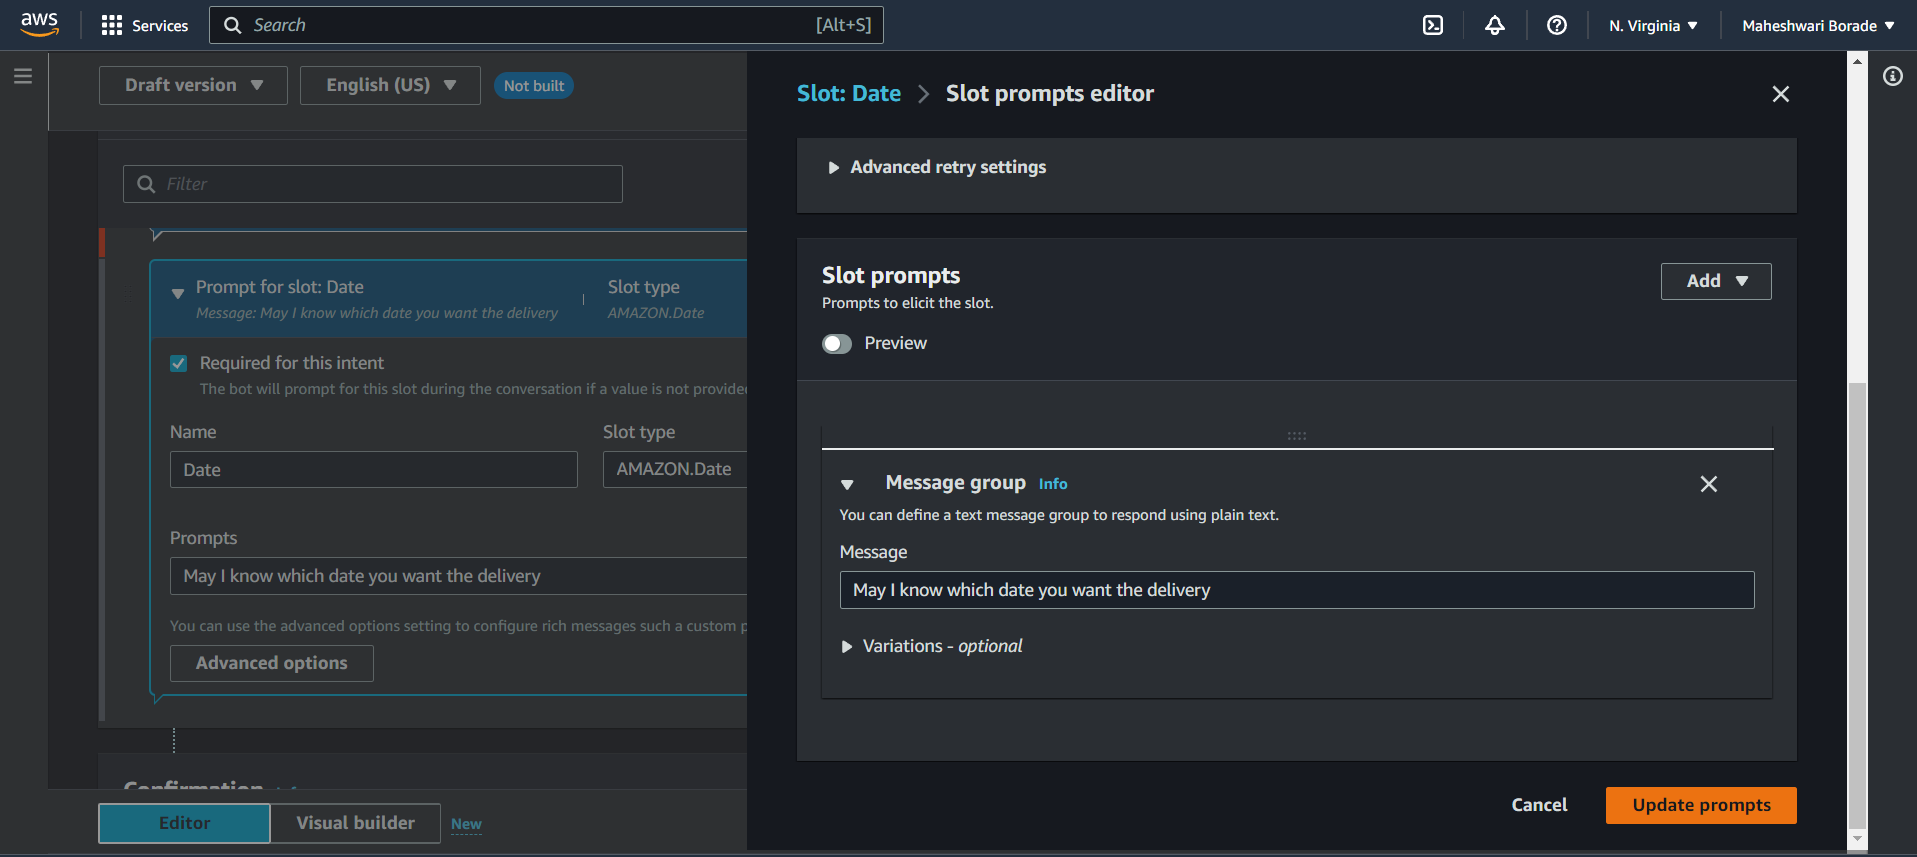 aws
Services
Search
[Alt+S]
N. Virginia
Maheshwari Borade
Draft version
English (US)
Not built
Filter
Prompt for slot: Date
Message: May I know which date you want the delivery
Slot type
AMAZON.Date
Required for this intent
The bot will prompt for this slot during the conversation if a value is not provided
Name
Slot type
Date
AMAZON.Date
Prompts
May I know which date you want the delivery
You can use the advanced options setting to configure rich messages such a custom p
Advanced options
Confirmation
Editor
Visual builder
New
Slot: Date
Slot prompts editor
Advanced retry settings
Slot prompts
Prompts to elicit the slot.
Add
Preview
Message group Info
You can define a text message group to respond using plain text.
Message
May I know which date you want the delivery
Variations - optional
Cancel
Update prompts